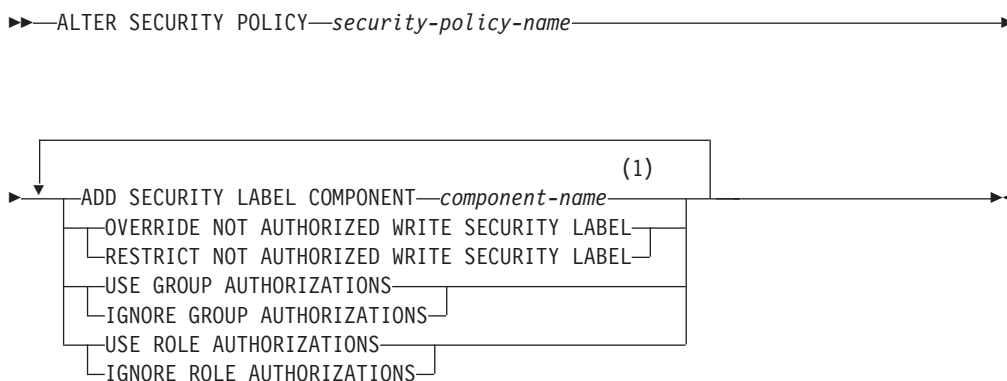 ALTER SECURITY POLICY security-policy-name
(1)
ADD SECURITY LABEL COMPONENT component-name
OVERRIDE NOT AUTHORIZED WRITE SECURITY LABEL
RESTRICT NOT AUTHORIZED WRITE SECURITY LABEL
USE GROUP AUTHORIZATIONS
IGNORE GROUP AUTHORIZATIONS
USE ROLE AUTHORIZATIONS
IGNORE ROLE AUTHORIZATIONS